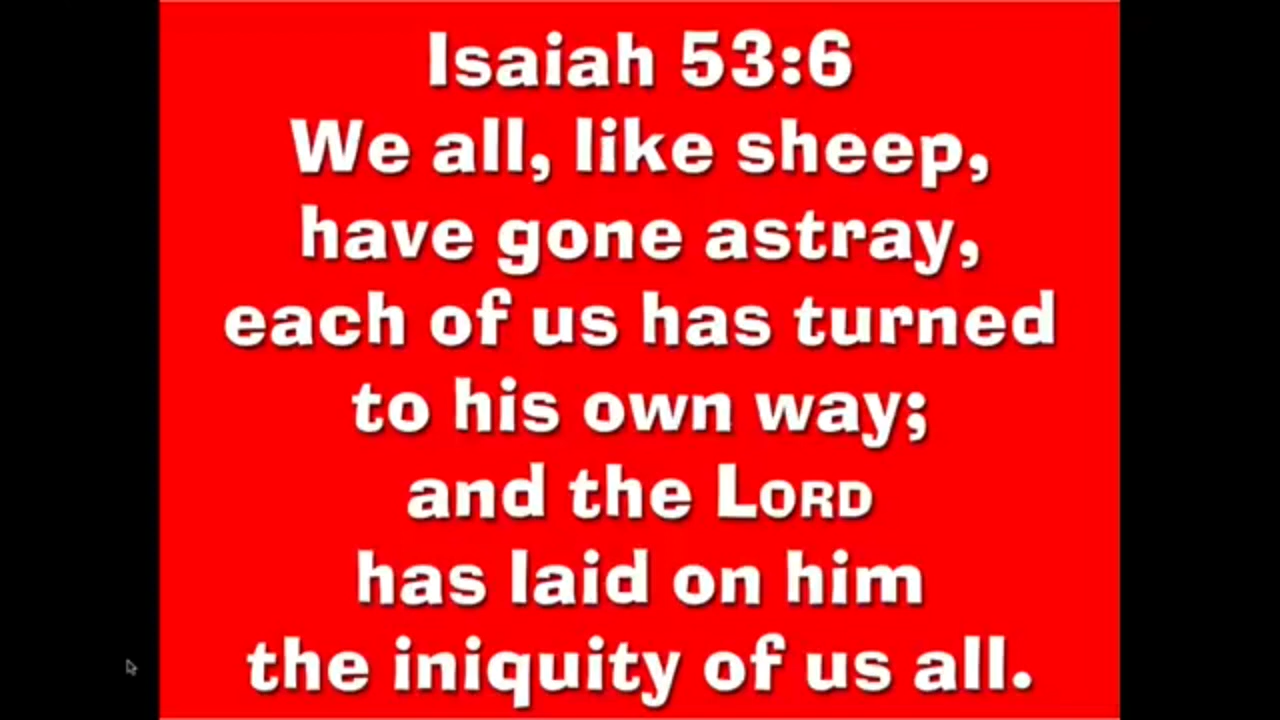 Isaiah 53:6
We all, like sheep,
have gone astray,
each of us has turned
to his own way;
and the LORD
has laid on him
the iniquity of us all.